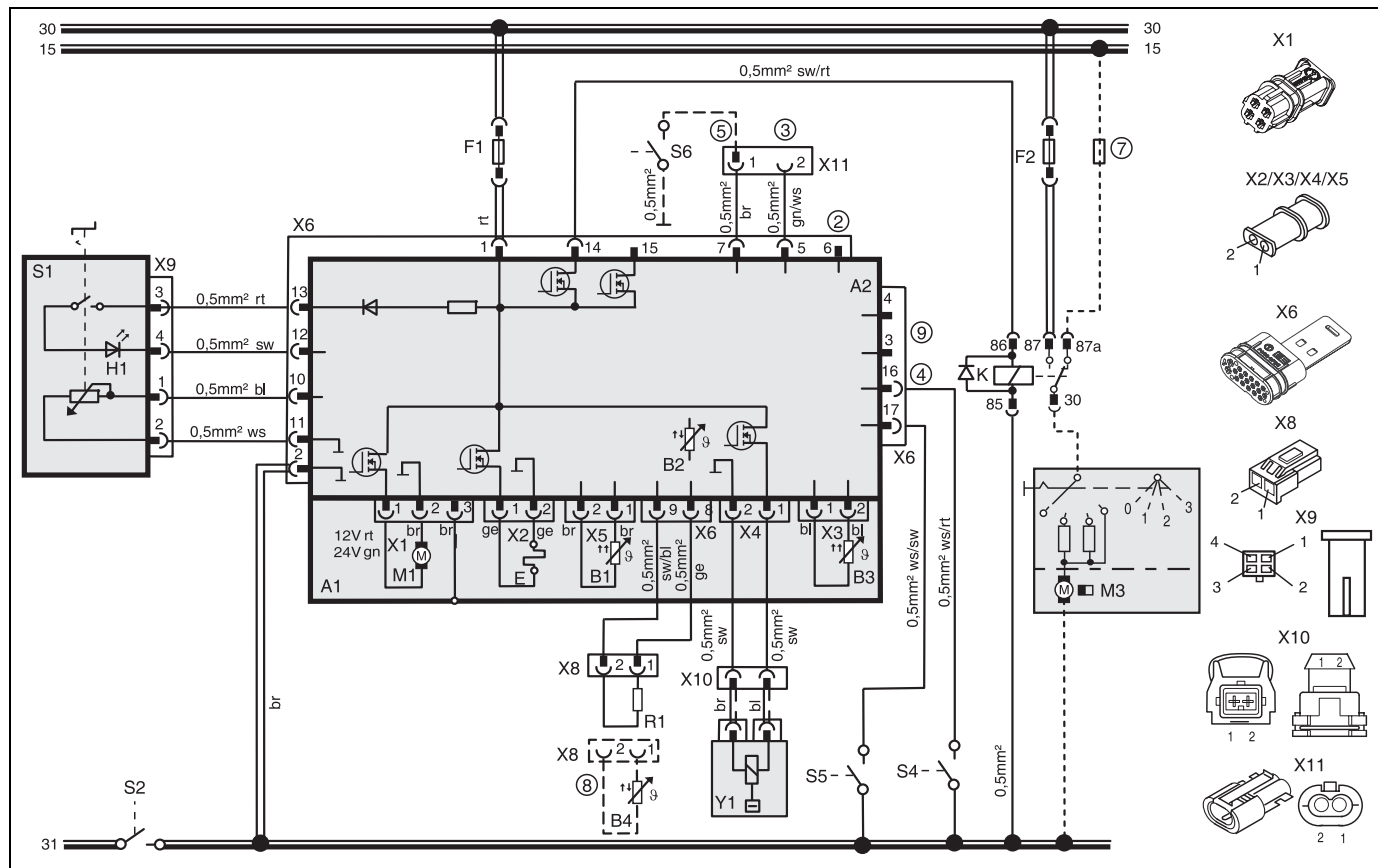 30
30
15
15
X1
0,5mm² sw/rt
5
3
S6
F1
1
2
X11
F2
7
X2/X3/X4/X5
0,5mm²
0,5mm²
br
0,5mm²
gn/ws
rt
2
1
X6
2
1
14
15
7
5
6
S1
X9
A2
X6
3
0,5mm² rt
13
4
9
4
0,5mm² sw
12
3
86
87
87a
H1
16
4
K
1
0,5mm² bl
10
17
85
30
X8
2
0,5mm² ws
11
B2
ϑ
X6
2
2
1
X9
1
2
3
1
2
2
1
9
8
2
1
1
2
0
1
2
3
4
1
12V rt
24V gn
br
br
ge
X2
ge
br
X5
br
X6
X4
bl
X3
bl
3
2
X1
M
M1
E
B1
ϑ
0,5mm²
sw/bl
0,5mm²
ge
B3
ϑ
A1
M
M3
0,5mm² ws/sw
0,5mm² ws/rt
X10
1 2
0,5mm²
sw
0,5mm²
sw
X8
2
1
X10
1 2
R1
br
bl
br
X8
2
1
8
ϑ
B4
Y1
S5
S4
0,5mm²
X11
S2
31
2 1